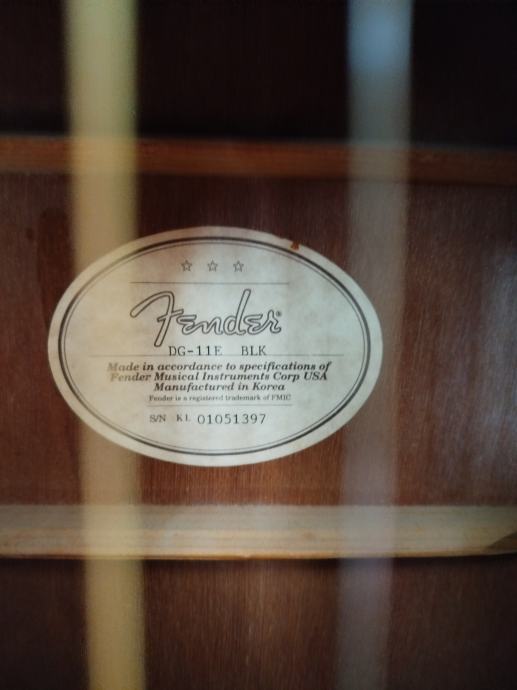 Fender®
DG-11E BLK
Made in accordance to specifications of
Fender Musical Instruments Corp USA
Manufactured in Korea
Fender is a registered trademark of FMIC
S/N KL 01051397